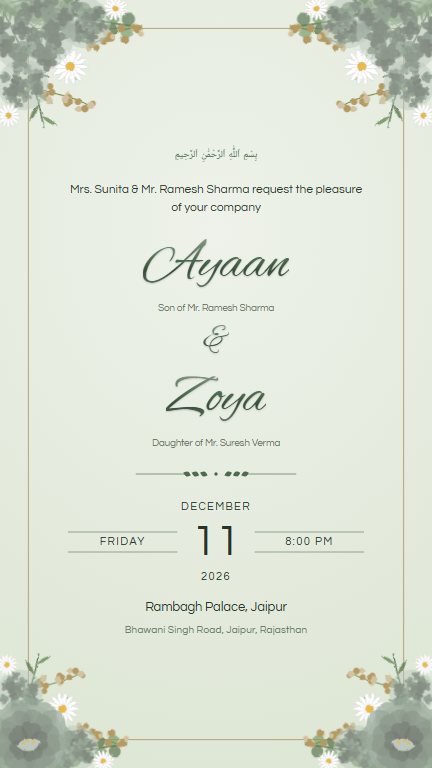 بِسْمِ اللّٰهِ الرَّحْمٰنِ الرَّحِيمِ
Mrs. Sunita & Mr. Ramesh Sharma request the pleasure
of your company
Ayaan
Son of Mr. Ramesh Sharma
&
Zoya
Daughter of Mr. Suresh Verma
DECEMBER
FRIDAY 11 8:00 PM
2026
Rambagh Palace, Jaipur
Bhawani Singh Road, Jaipur, Rajasthan